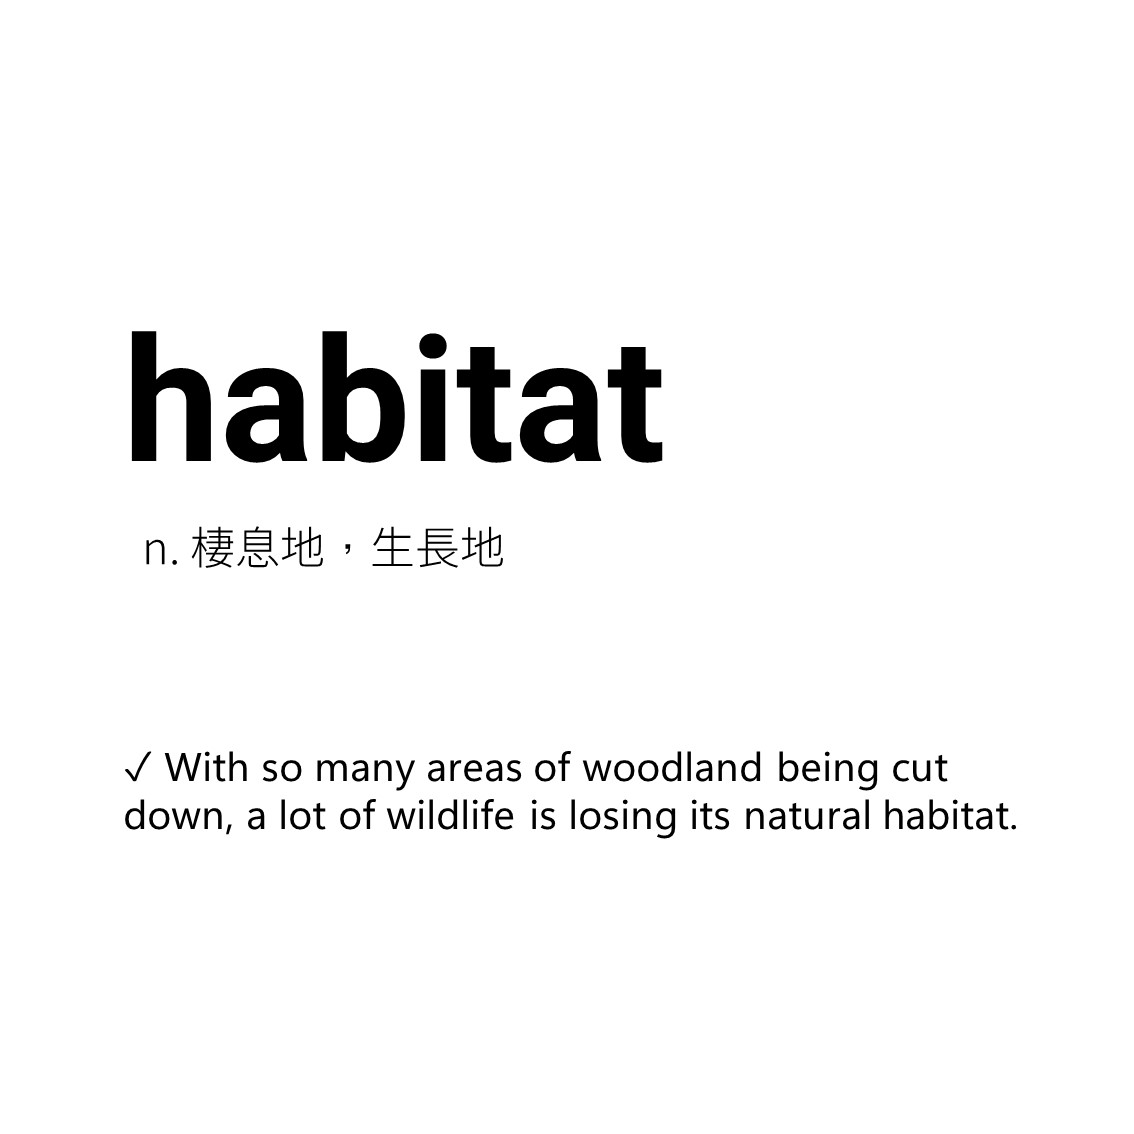 habitat
n. 棲息地，生長地
✓ With so many areas of woodland being cut
down, a lot of wildlife is losing its natural habitat.